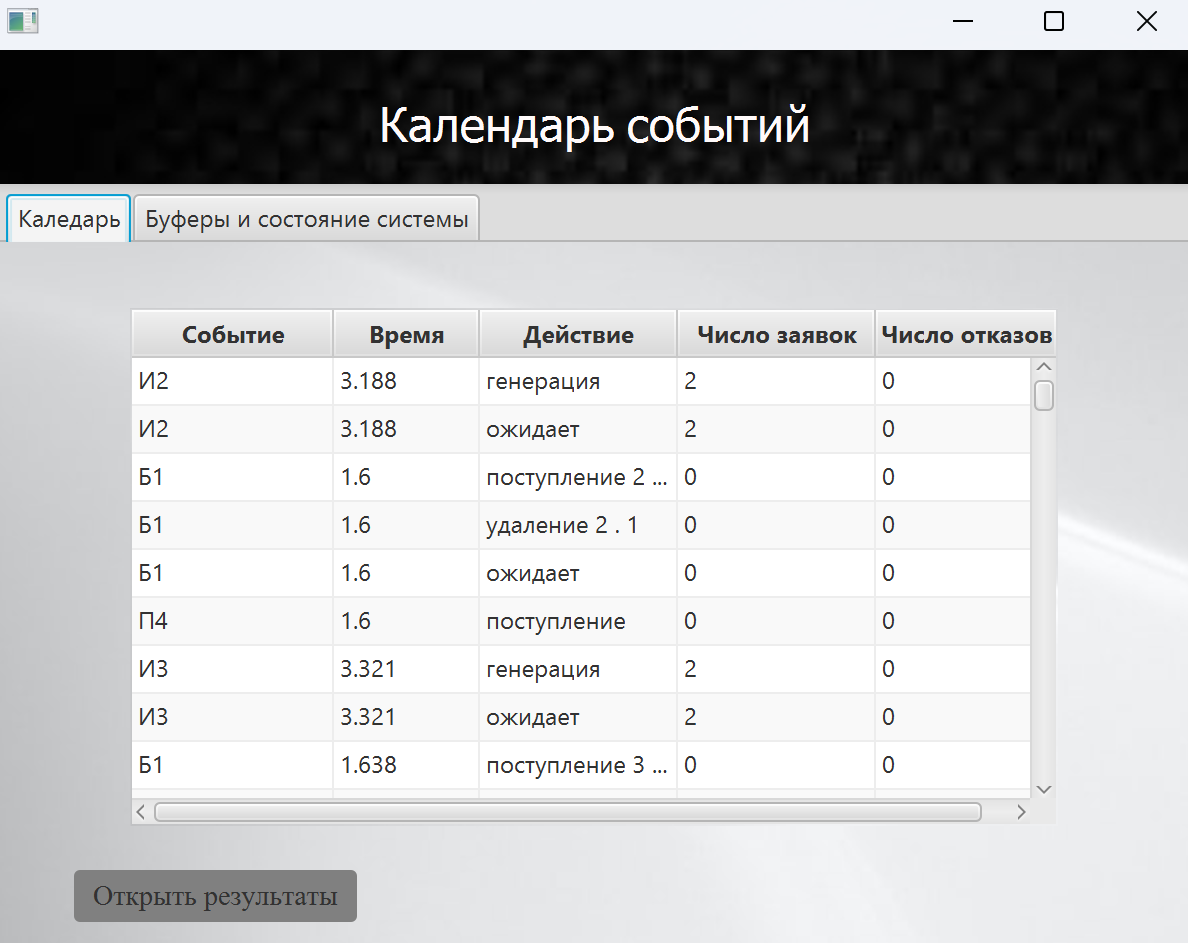 Календарь событий
Каледарь Буферы и состояние системы
Событие Время Действие Число заявок Число отказов
И2 3.188 генерация 2 0
И2 3.188 ожидает 2 0
Б1 1.6 поступление 2 ... 0 0
Б1 1.6 удаление 2 . 1 0 0
Б1 1.6 ожидает 0 0
П4 1.6 поступление 0 0
И3 3.321 генерация 2 0
И3 3.321 ожидает 2 0
Б1 1.638 поступление 3 ... 0 0
Открыть результаты